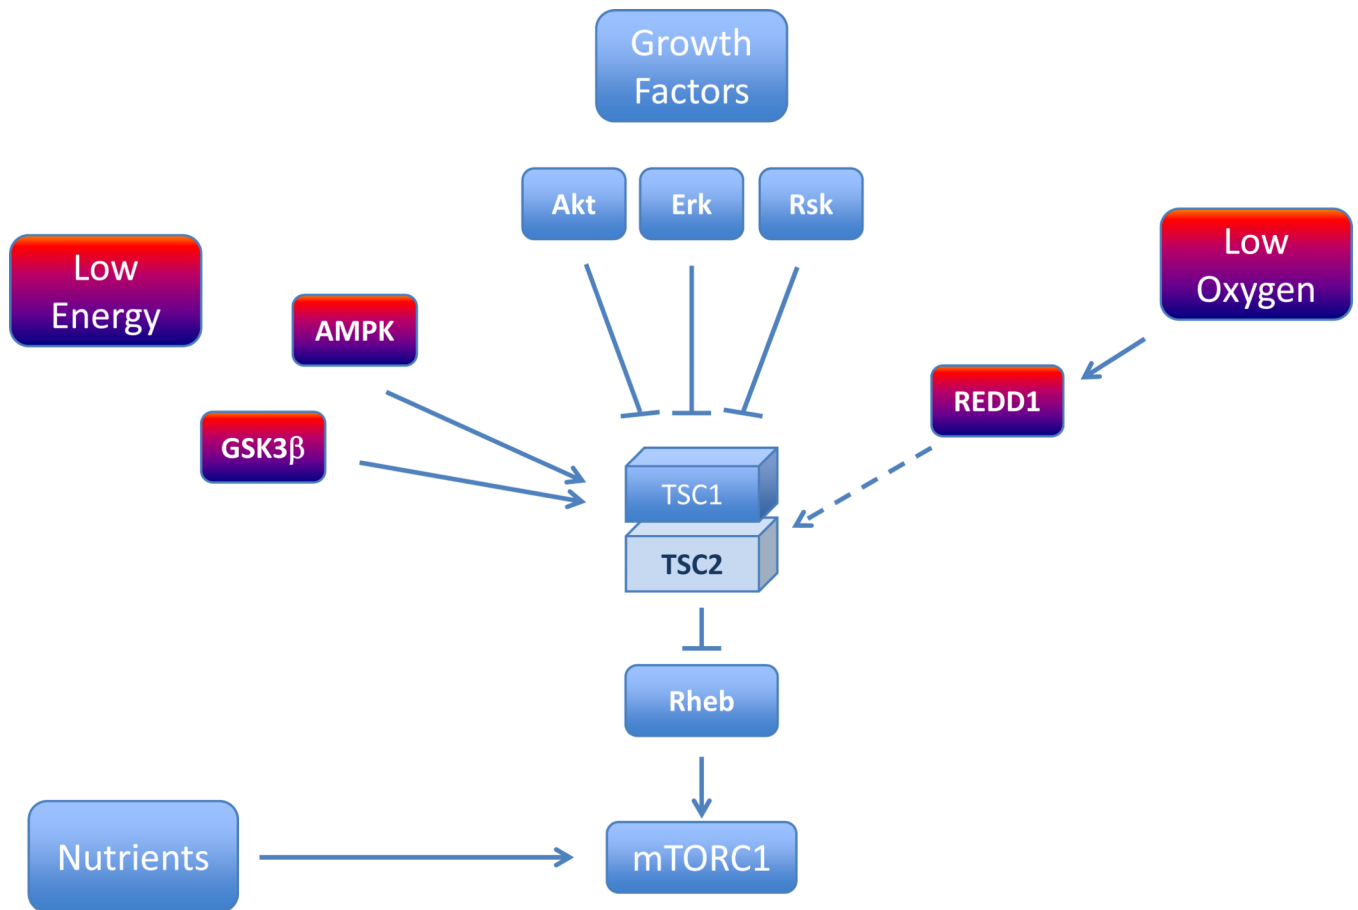 Growth
Factors
Akt
Erk
Rsk
Low
Energy
Low
Oxygen
AMPK
REDD1
GSK3β
TSC1
TSC2
Rheb
Nutrients
mTORC1